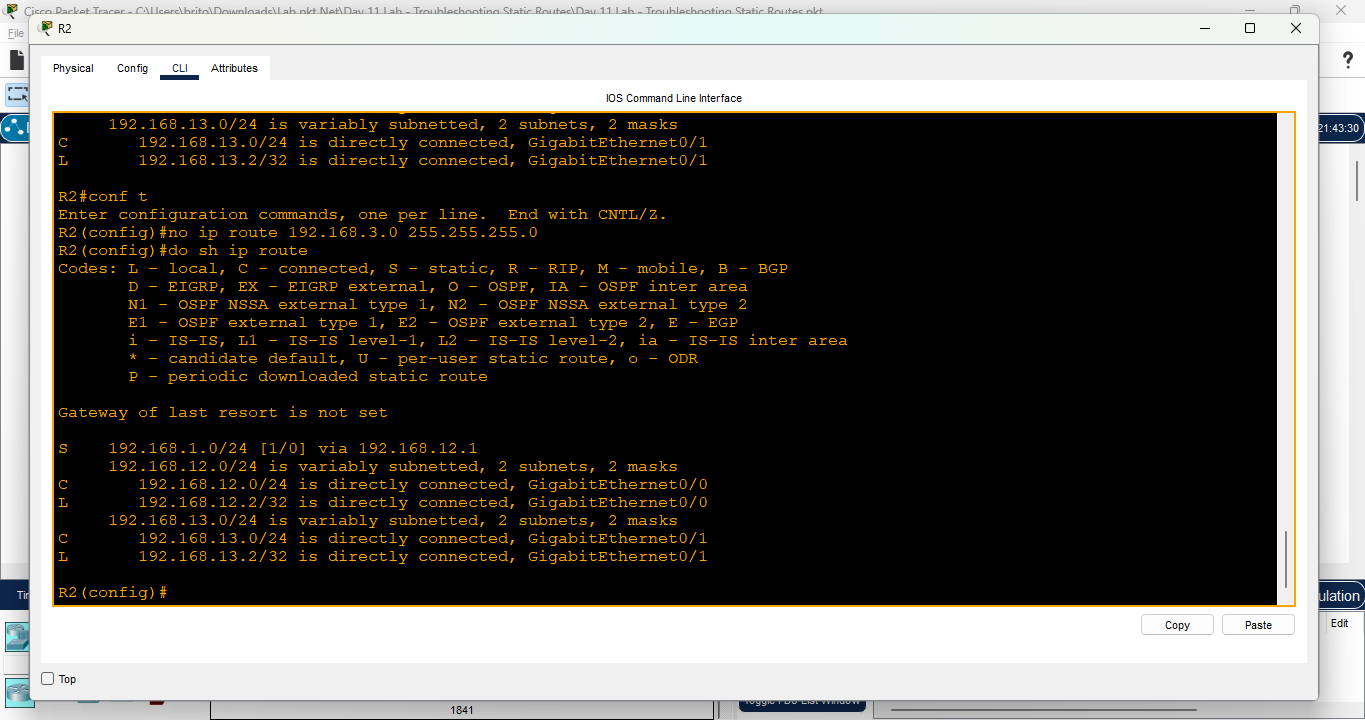 Cisco Packet Tracer - C:\Users\brito\Downloads\Lab pkt Net\Day 11 Lab - Troubleshooting Static Routes\Day 11 Lab - Troubleshooting Static Routes.pkt
File
R2
Physical Config CLI Attributes
IOS Command Line Interface
192.168.13.0/24 is variably subnetted, 2 subnets, 2 masks
C 192.168.13.0/24 is directly connected, GigabitEthernet0/1
L 192.168.13.2/32 is directly connected, GigabitEthernet0/1
R2#conf t
Enter configuration commands, one per line. End with CNTL/Z.
R2(config)#no ip route 192.168.3.0 255.255.255.0
R2(config)#do sh ip route
Codes: L - local, C - connected, S - static, R - RIP, M - mobile, B - BGP
D - EIGRP, EX - EIGRP external, O - OSPF, IA - OSPF inter area
N1 - OSPF NSSA external type 1, N2 - OSPF NSSA external type 2
E1 - OSPF external type 1, E2 - OSPF external type 2, E - EGP
i - IS-IS, L1 - IS-IS level-1, L2 - IS-IS level-2, ia - IS-IS inter area
* - candidate default, U - per-user static route, o - ODR
P - periodic downloaded static route
Gateway of last resort is not set
S 192.168.1.0/24 [1/0] via 192.168.12.1
192.168.12.0/24 is variably subnetted, 2 subnets, 2 masks
C 192.168.12.0/24 is directly connected, GigabitEthernet0/0
L 192.168.12.2/32 is directly connected, GigabitEthernet0/0
192.168.13.0/24 is variably subnetted, 2 subnets, 2 masks
C 192.168.13.0/24 is directly connected, GigabitEthernet0/1
L 192.168.13.2/32 is directly connected, GigabitEthernet0/1
R2(config)#
Copy Paste
Top
?
21:43:30
Tir
ulation
Edit
1841
Toggle PDU List Window